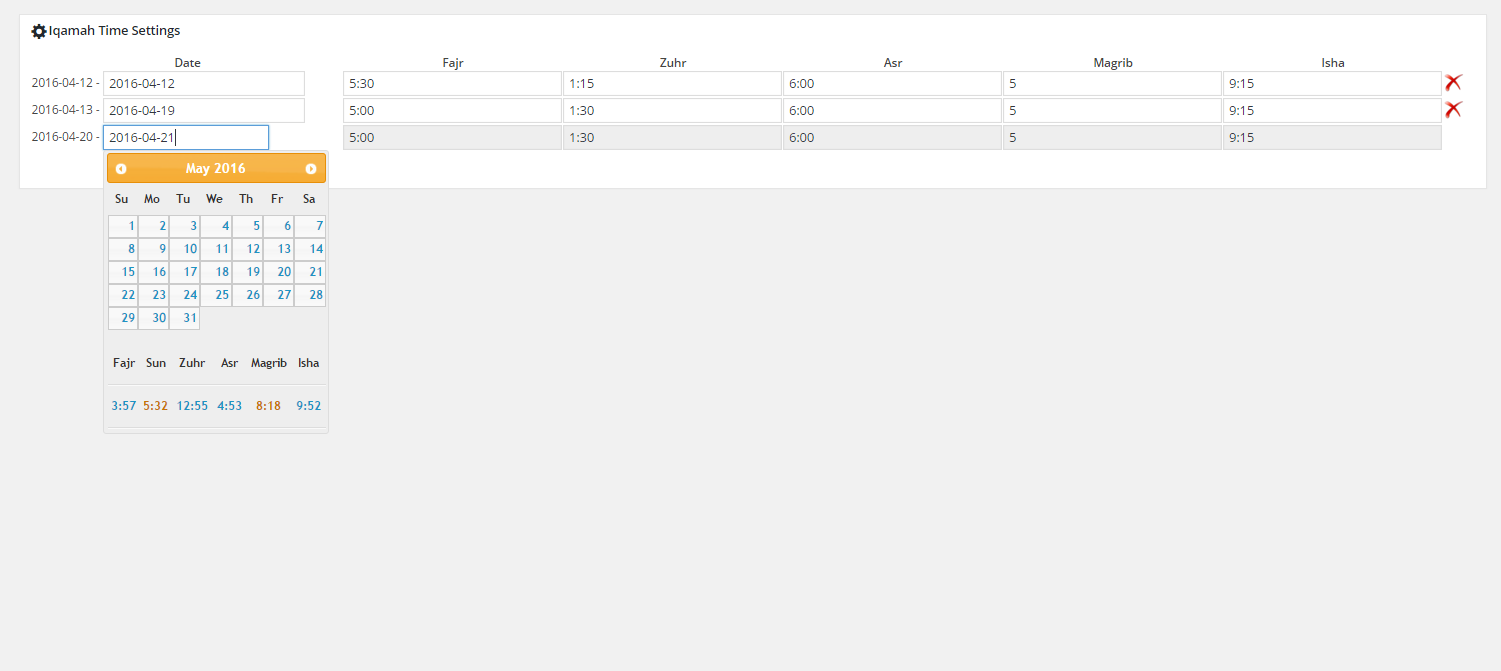 Iqamah Time Settings
Date Fajr Zuhr Asr Magrib Isha
2016-04-12 - 2016-04-12 5:30 1:15 6:00 5 9:15
2016-04-13 - 2016-04-19 5:00 1:30 6:00 5 9:15
2016-04-20 - 2016-04-21 5:00 1:30 6:00 5 9:15
May 2016
Su Mo Tu We Th Fr Sa
1 2 3 4 5 6 7
8 9 10 11 12 13 14
15 16 17 18 19 20 21
22 23 24 25 26 27 28
29 30 31
Fajr Sun Zuhr Asr Magrib Isha
3:57 5:32 12:55 4:53 8:18 9:52